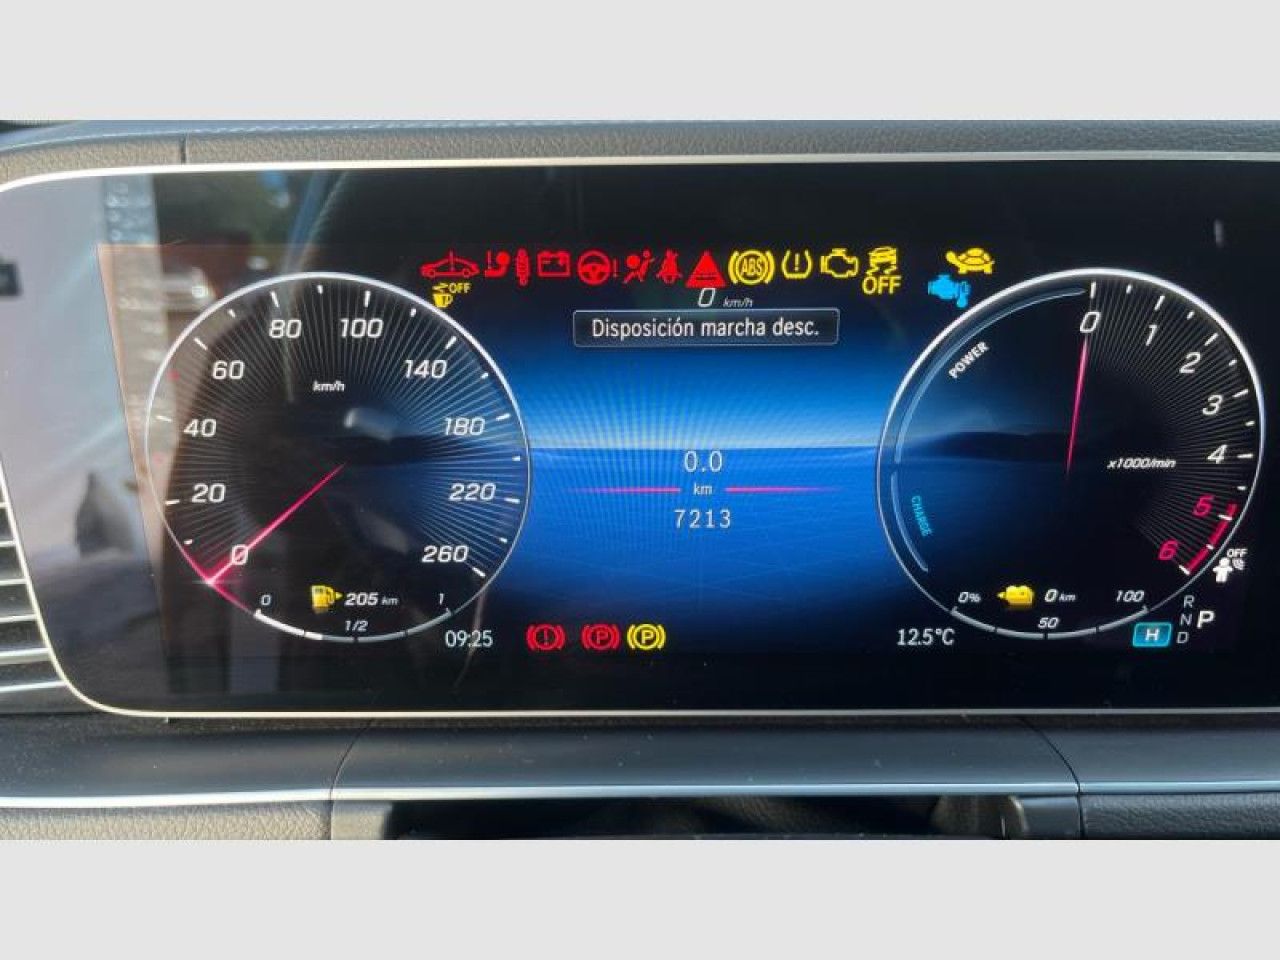 ABS
OFF
OFF
0 km/h
Disposición marcha desc.
80 100
60 140
km/h
40 180
20 220
0 260
0 205 km 1
1/2
09:25
0.0
km
7213
P P
12.5°C
POWER
CHARGE
0
1
2
3
4
x1000/min
5
6
OFF
0% 0 km 100
50
H
R
N P
D